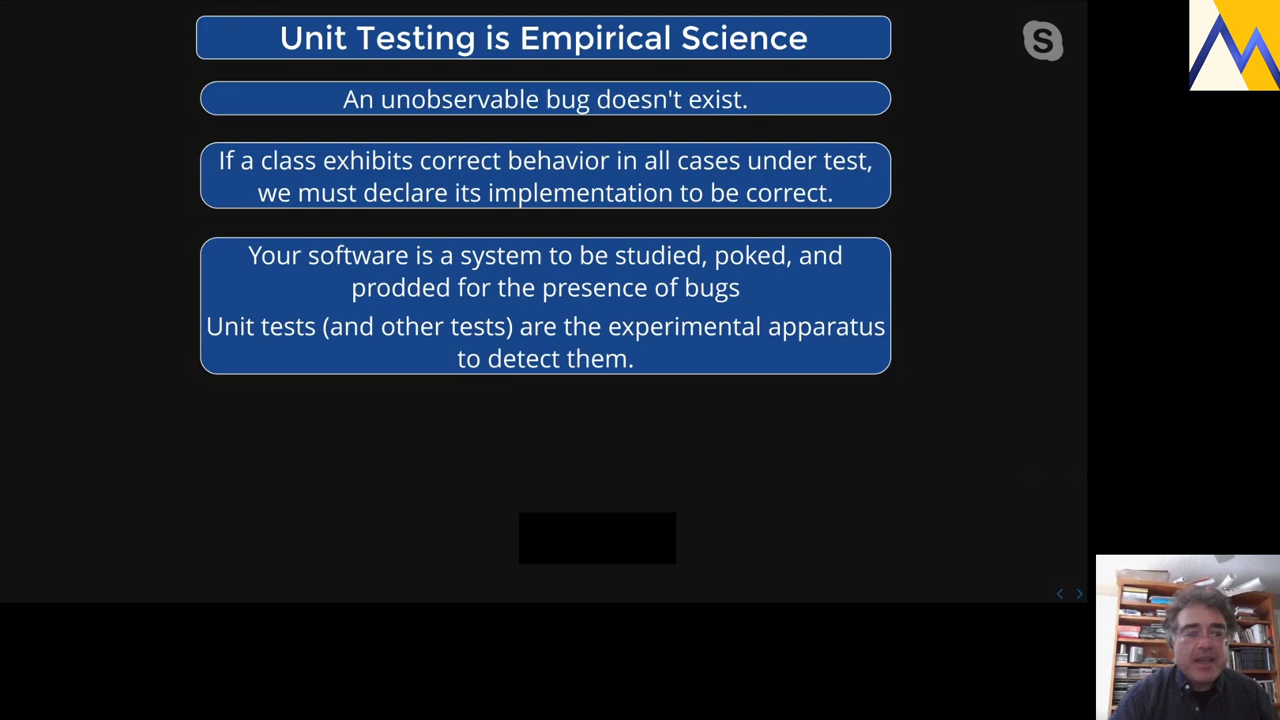 Unit Testing is Empirical Science
S
An unobservable bug doesn't exist.
If a class exhibits correct behavior in all cases under test,
we must declare its implementation to be correct.
Your software is a system to be studied, poked, and
prodded for the presence of bugs
Unit tests (and other tests) are the experimental apparatus
to detect them.